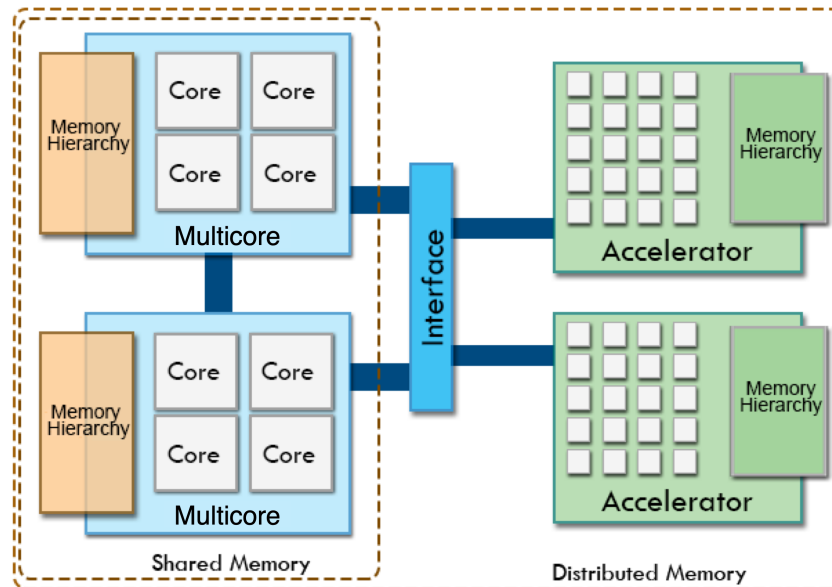 Memory
Hierarchy
Core
Core
Core
Core
Multicore
Memory
Hierarchy
Core
Core
Core
Core
Multicore
Shared Memory
Interface
Memory
Hierarchy
Accelerator
Memory
Hierarchy
Accelerator
Distributed Memory